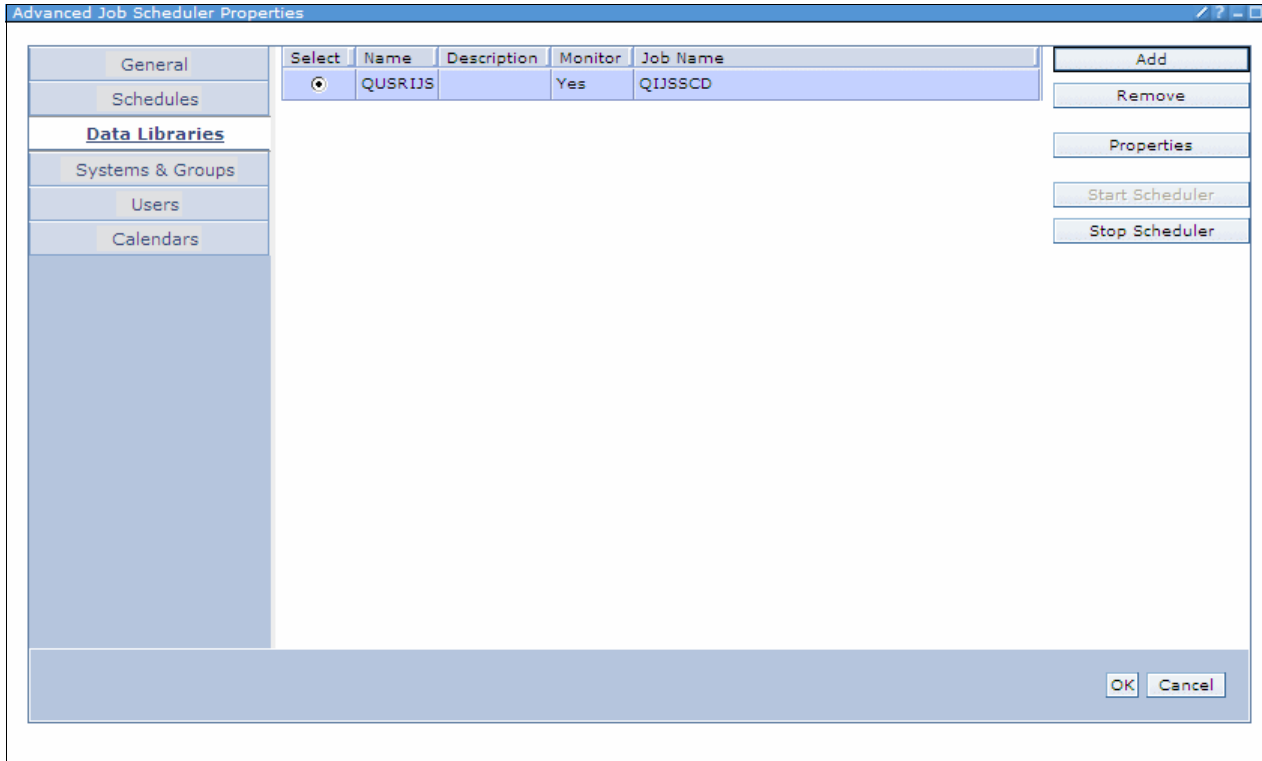 Advanced Job Scheduler Properties
General
Schedules
Data Libraries
Systems & Groups
Users
Calendars
Select Name Description Monitor Job Name
QUSRIJS Yes QIJSSCD
Add
Remove
Properties
Start Scheduler
Stop Scheduler
OK Cancel